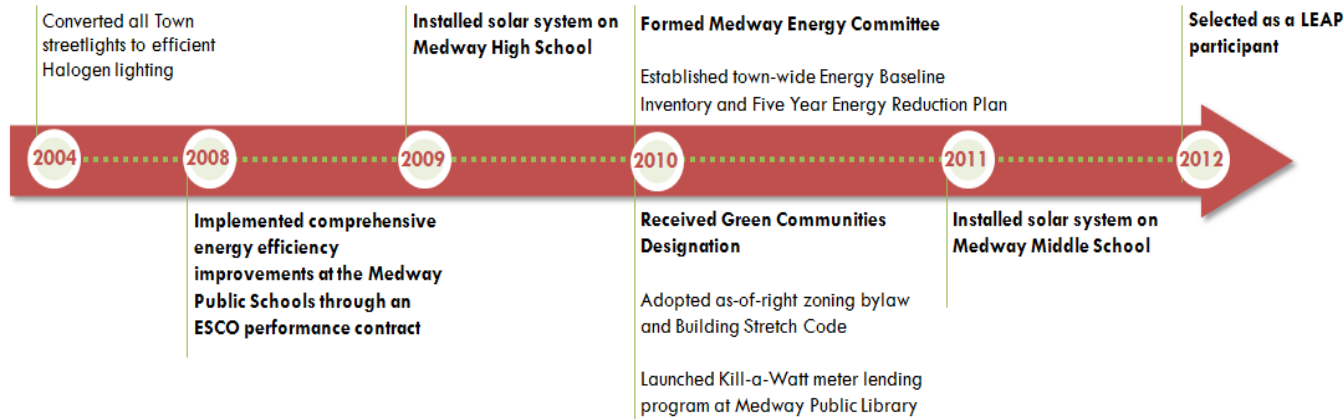 Converted all Town
streetlights to efficient
Halogen lighting
Installed solar system on
Medway High School
Formed Medway Energy Committee
Established town-wide Energy Baseline
Inventory and Five Year Energy Reduction Plan
Selected as a LEAP
participant
2004
2008
2009
2010
2011
2012
Implemented comprehensive
energy efficiency
improvements at the Medway
Public Schools through an
ESCO performance contract
Received Green Communities
Designation
Adopted as-of-right zoning bylaw
and Building Stretch Code
Launched Kill-a-Watt meter lending
program at Medway Public Library
Installed solar system on
Medway Middle School